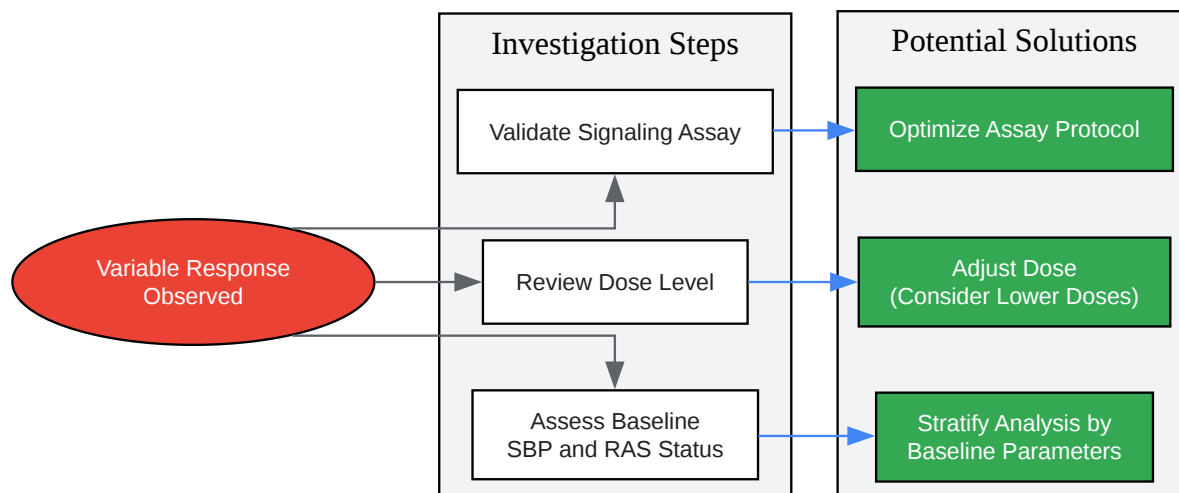 Investigation Steps
Potential Solutions
Validate Signaling Assay
Optimize Assay Protocol
Variable Response
Observed
Review Dose Level
Adjust Dose
(Consider Lower Doses)
Assess Baseline
SBP and RAS Status
Stratify Analysis by
Baseline Parameters